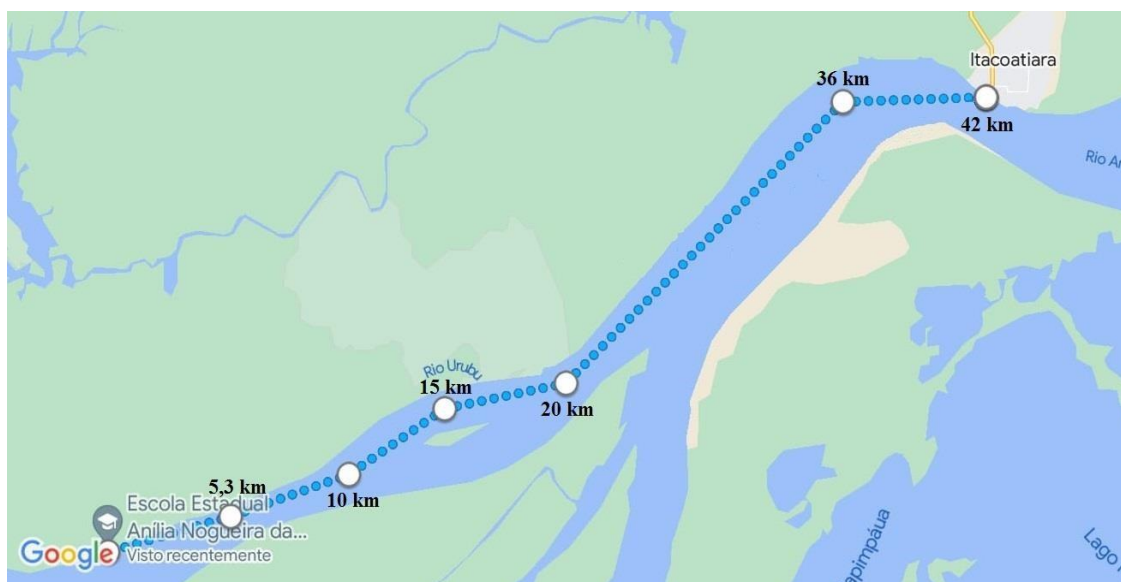 Itacoatiara
36 km
42 km
Rio Urubu
15 km
20 km
5,3 km
10 km
Escola Estadual
Anília Nogueira da...
Visto recentemente
Google
Rio
Lago